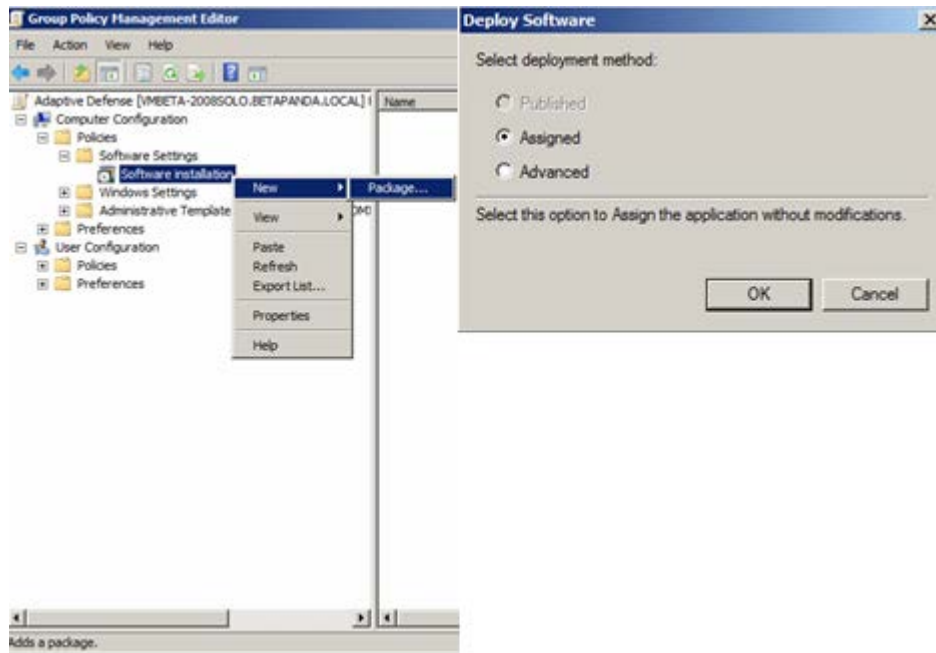 Group Policy Management Editor
File Action View Help
Adaptive Defense [VMBETA-2008SOLO.BETAPANDA.LOCAL]
Name
Computer Configuration
Policies
Software Settings
Software installation
Windows Settings
Administrative Template
Preferences
User Configuration
Policies
Preferences
New
Package...
View
Paste
Refresh
Export List...
Properties
Help
Adds a package.
Deploy Software
Select deployment method:
Published
Assigned
Advanced
Select this option to Assign the application without modifications.
OK
Cancel